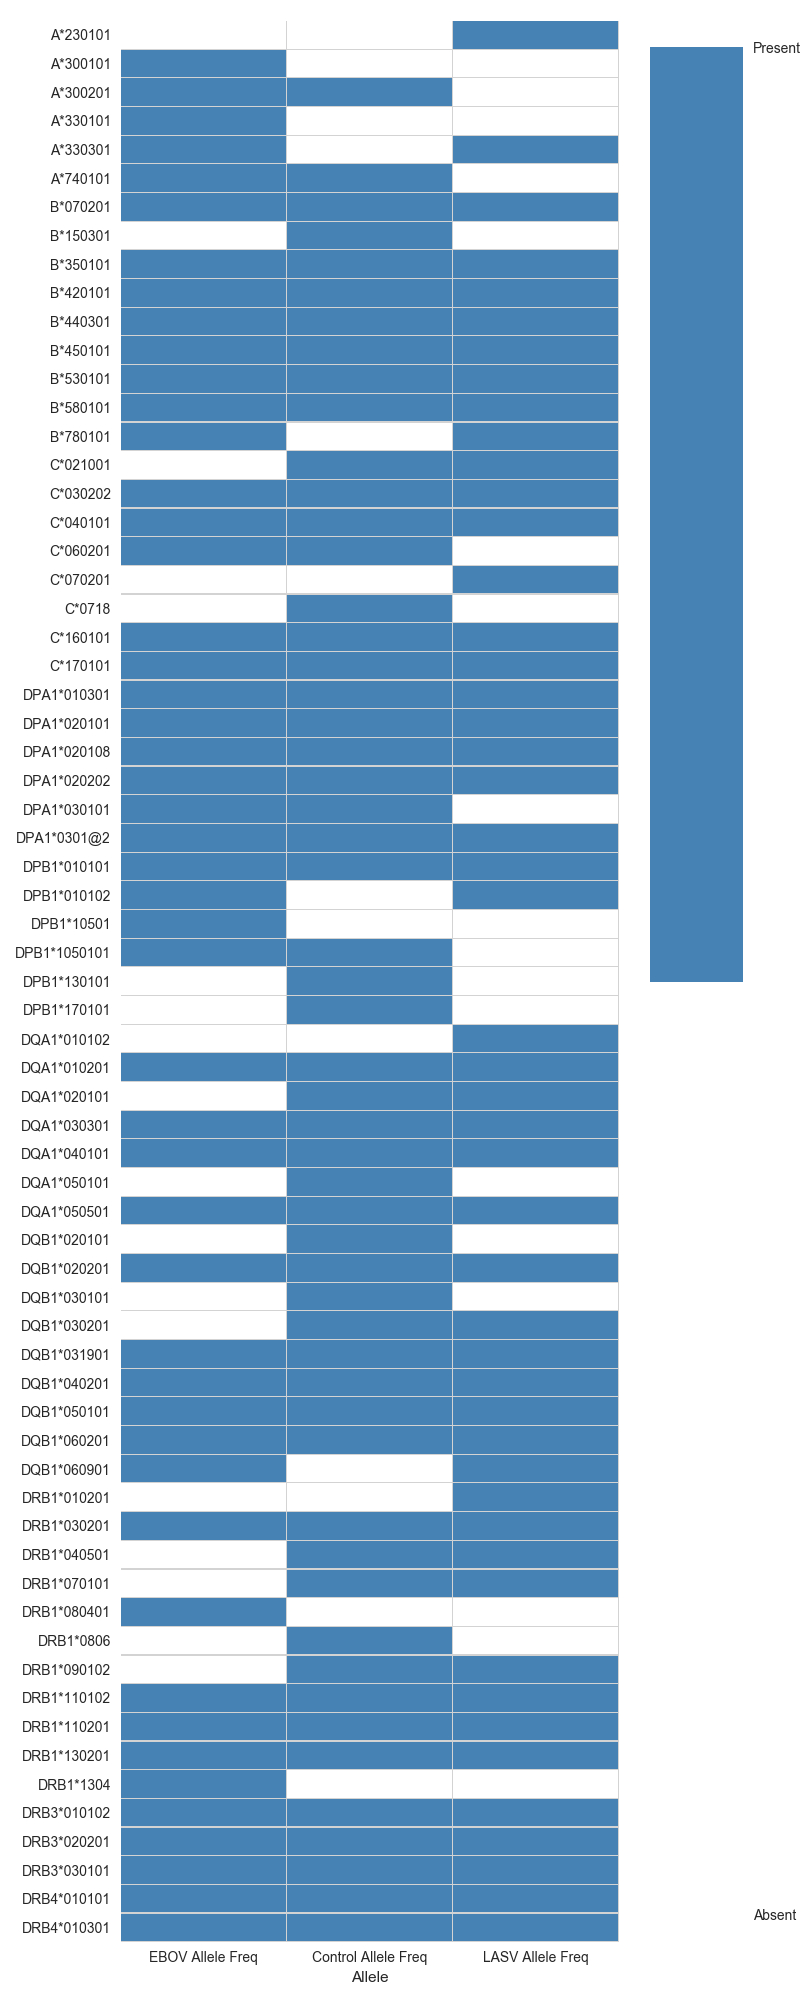 A*230101
A*300101
A*300201
A*330101
A*330301
A*740101
B*070201
B*150301
B*350101
B*420101
B*440301
B*450101
B*530101
B*580101
B*780101
C*021001
C*030202
C*040101
C*060201
C*070201
C*0718
C*160101
C*170101
DPA1*010301
DPA1*020101
DPA1*020108
DPA1*020202
DPA1*030101
DPA1*0301@2
DPB1*010101
DPB1*010102
DPB1*10501
DPB1*1050101
DPB1*130101
DPB1*170101
DQA1*010102
DQA1*010201
DQA1*020101
DQA1*030301
DQA1*040101
DQA1*050101
DQA1*050501
DQB1*020101
DQB1*020201
DQB1*030101
DQB1*030201
DQB1*031901
DQB1*040201
DQB1*050101
DQB1*060201
DQB1*060901
DRB1*010201
DRB1*030201
DRB1*040501
DRB1*070101
DRB1*080401
DRB1*0806
DRB1*090102
DRB1*110102
DRB1*110201
DRB1*130201
DRB1*1304
DRB3*010102
DRB3*020201
DRB3*030101
DRB4*010101
DRB4*010301
EBOV Allele Freq Control Allele Freq LASV Allele Freq
Allele
Present
Absent